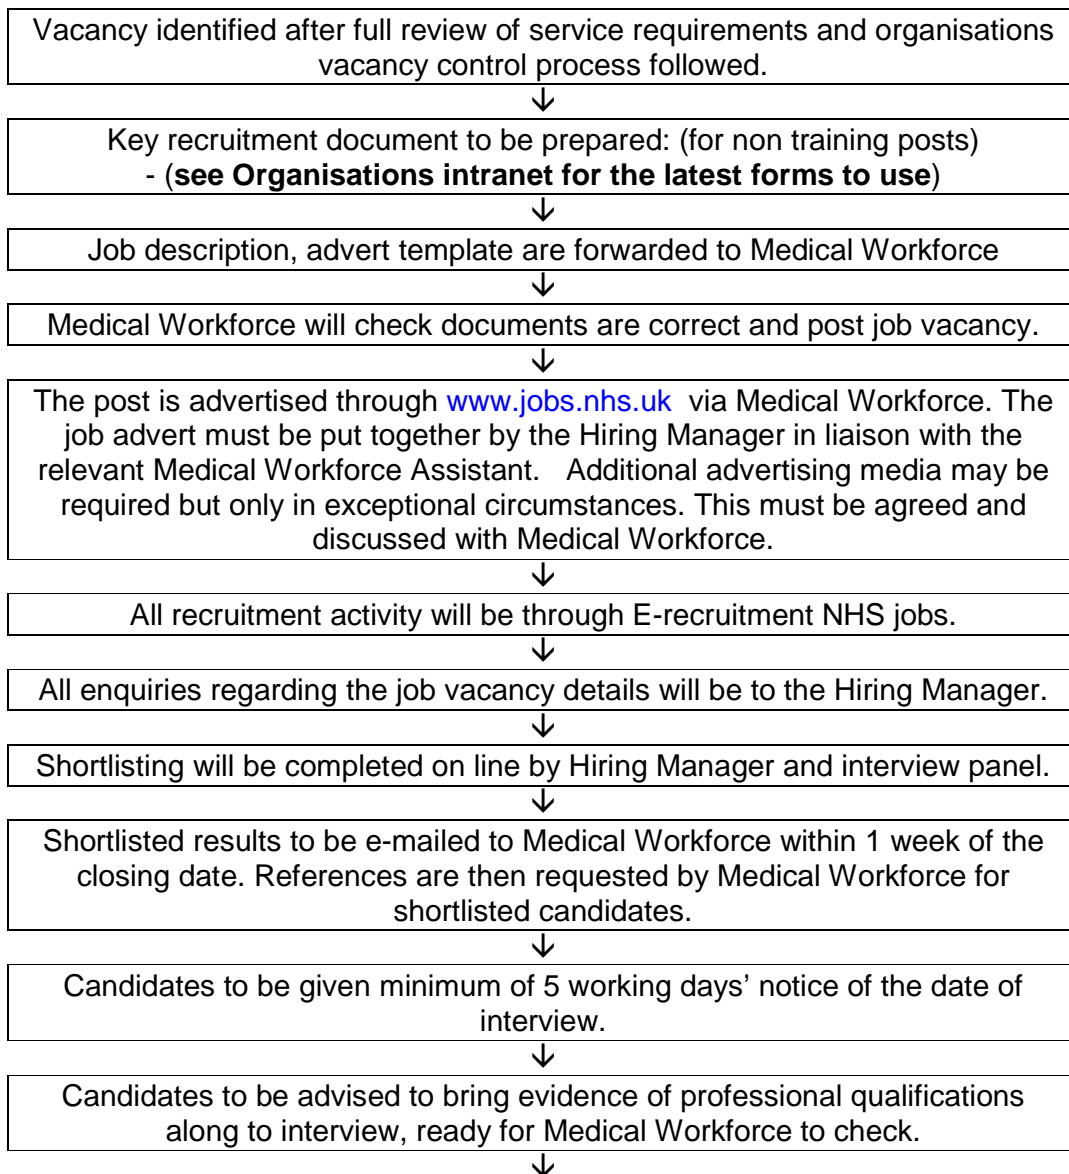 Vacancy identified after full review of service requirements and organisations
vacancy control process followed.
Key recruitment document to be prepared: (for non training posts)
- (see Organisations intranet for the latest forms to use)
Job description, advert template are forwarded to Medical Workforce
Medical Workforce will check documents are correct and post job vacancy.
The post is advertised through www.jobs.nhs.uk via Medical Workforce. The
job advert must be put together by the Hiring Manager in liaison with the
relevant Medical Workforce Assistant. Additional advertising media may be
required but only in exceptional circumstances. This must be agreed and
discussed with Medical Workforce.
All recruitment activity will be through E-recruitment NHS jobs.
All enquiries regarding the job vacancy details will be to the Hiring Manager.
Shortlisting will be completed on line by Hiring Manager and interview panel.
Shortlisted results to be e-mailed to Medical Workforce within 1 week of the
closing date. References are then requested by Medical Workforce for
shortlisted candidates.
Candidates to be given minimum of 5 working days’ notice of the date of
interview.
Candidates to be advised to bring evidence of professional qualifications
along to interview, ready for Medical Workforce to check.